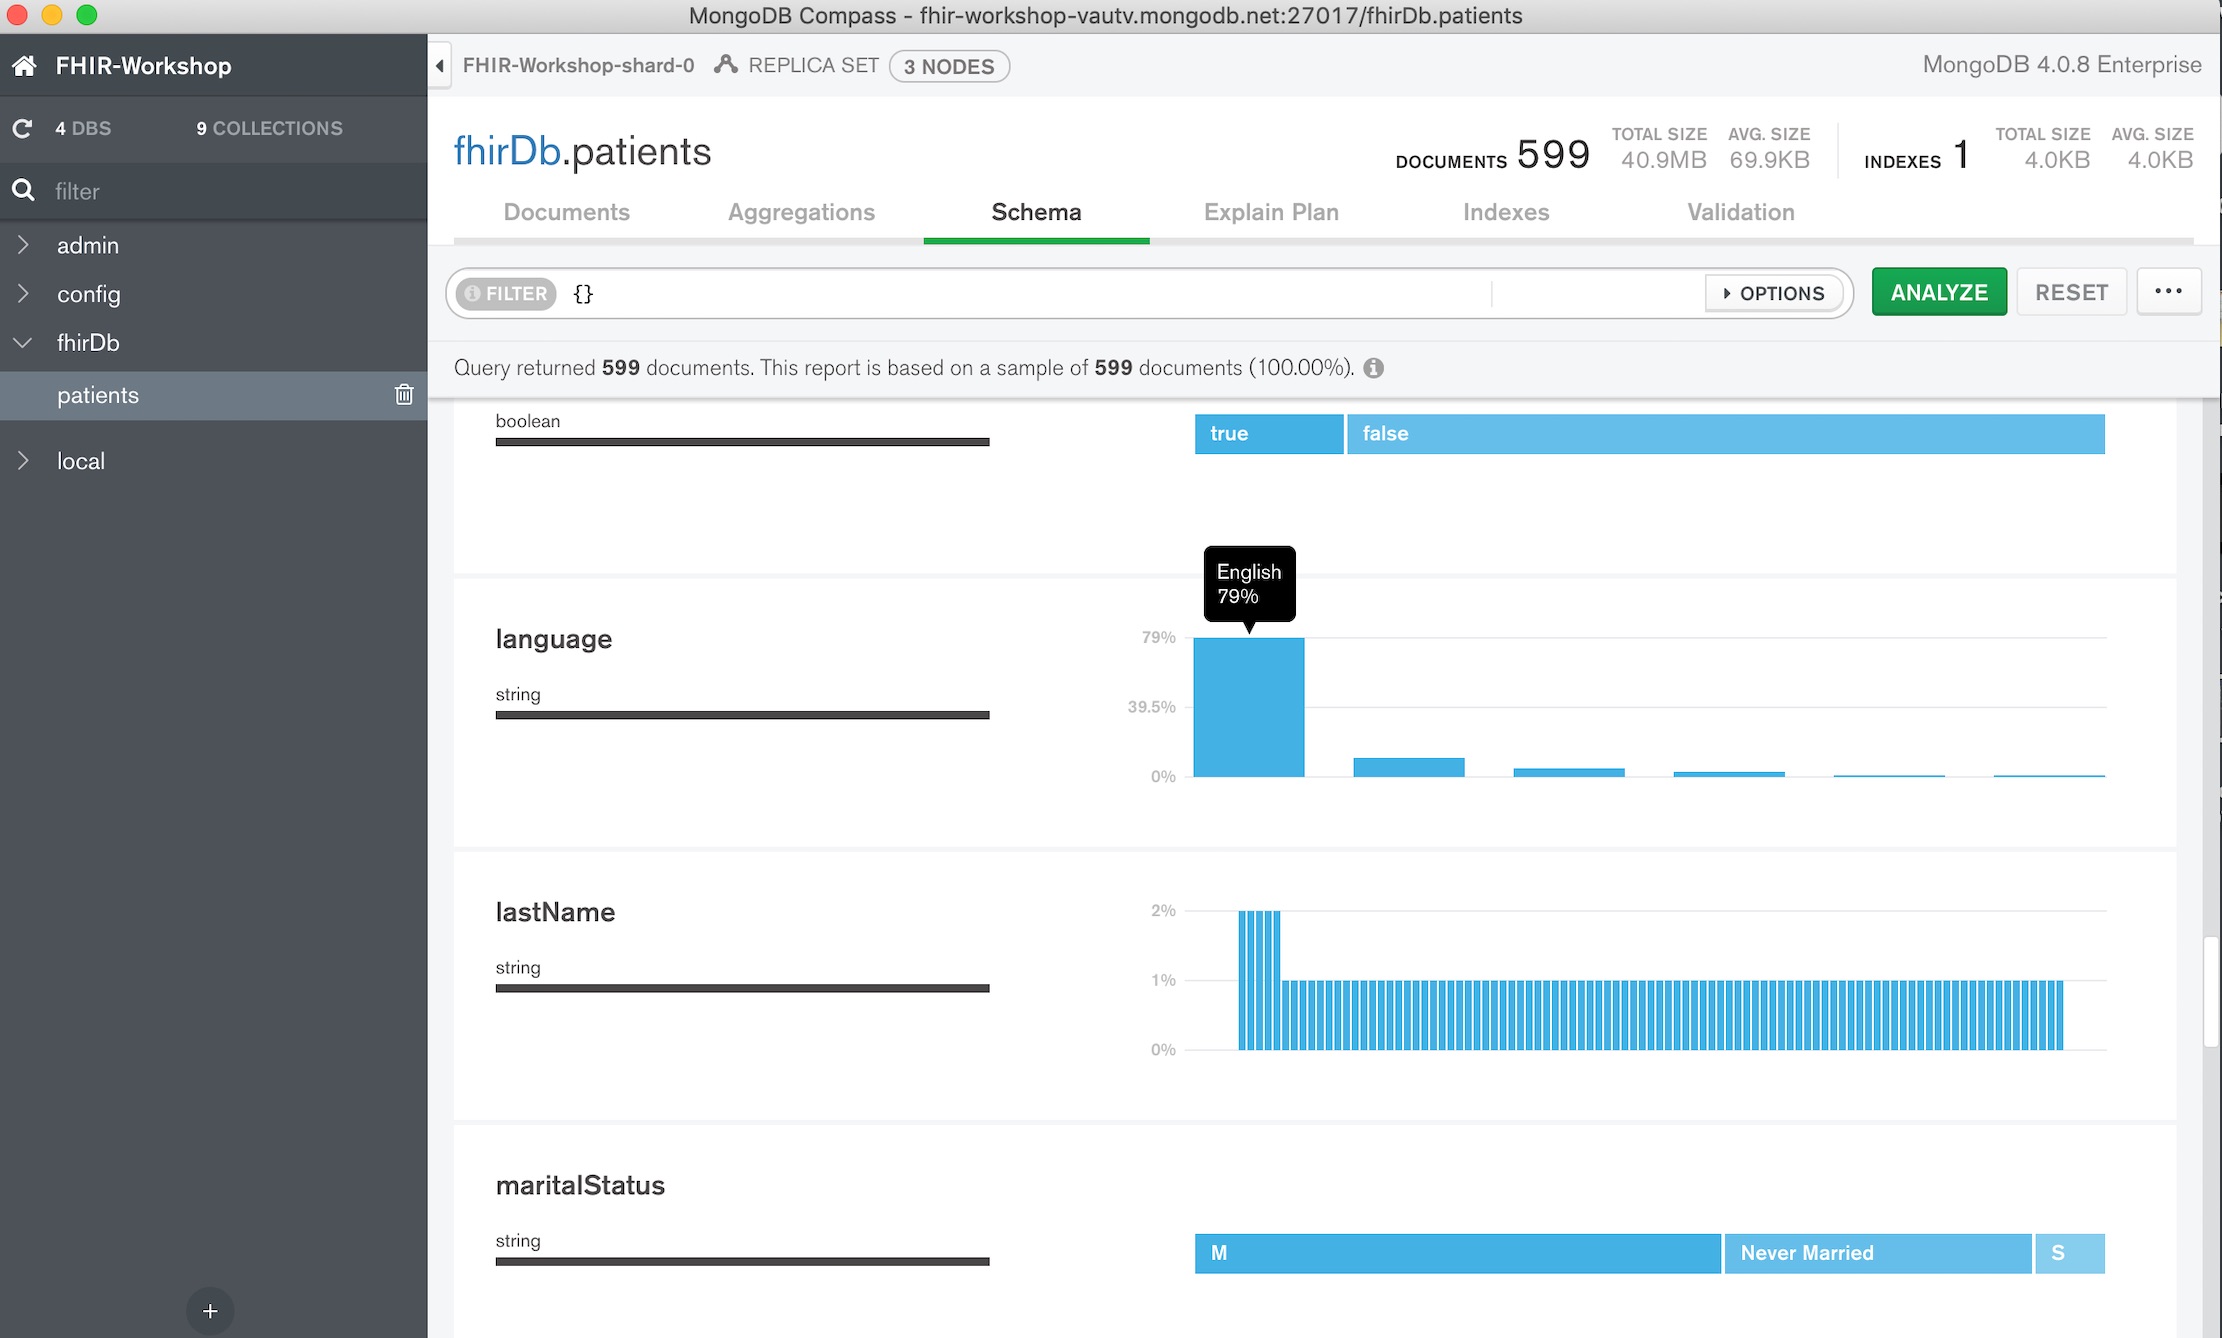 MongoDB Compass - fhir-workshop-vautv.mongodb.net:27017/fhirDb.patients
FHIR-Workshop
FHIR-Workshop-shard-0 REPLICA SET 3 NODES
MongoDB 4.0.8 Enterprise
4 DBS 9 COLLECTIONS
filter
admin
config
fhirDb
patients
local
+
fhirDb.patients
DOCUMENTS 599
TOTAL SIZE AVG. SIZE
40.9MB 69.9KB
INDEXES 1
TOTAL SIZE AVG. SIZE
4.0KB 4.0KB
Documents Aggregations Schema Explain Plan Indexes Validation
FILTER {} OPTIONS ANALYZE RESET ...
Query returned 599 documents. This report is based on a sample of 599 documents (100.00%).
boolean
true false
English
79%
language
string
79%
39.5%
0%
lastName
string
2%
1%
0%
maritalStatus
string
M Never Married S